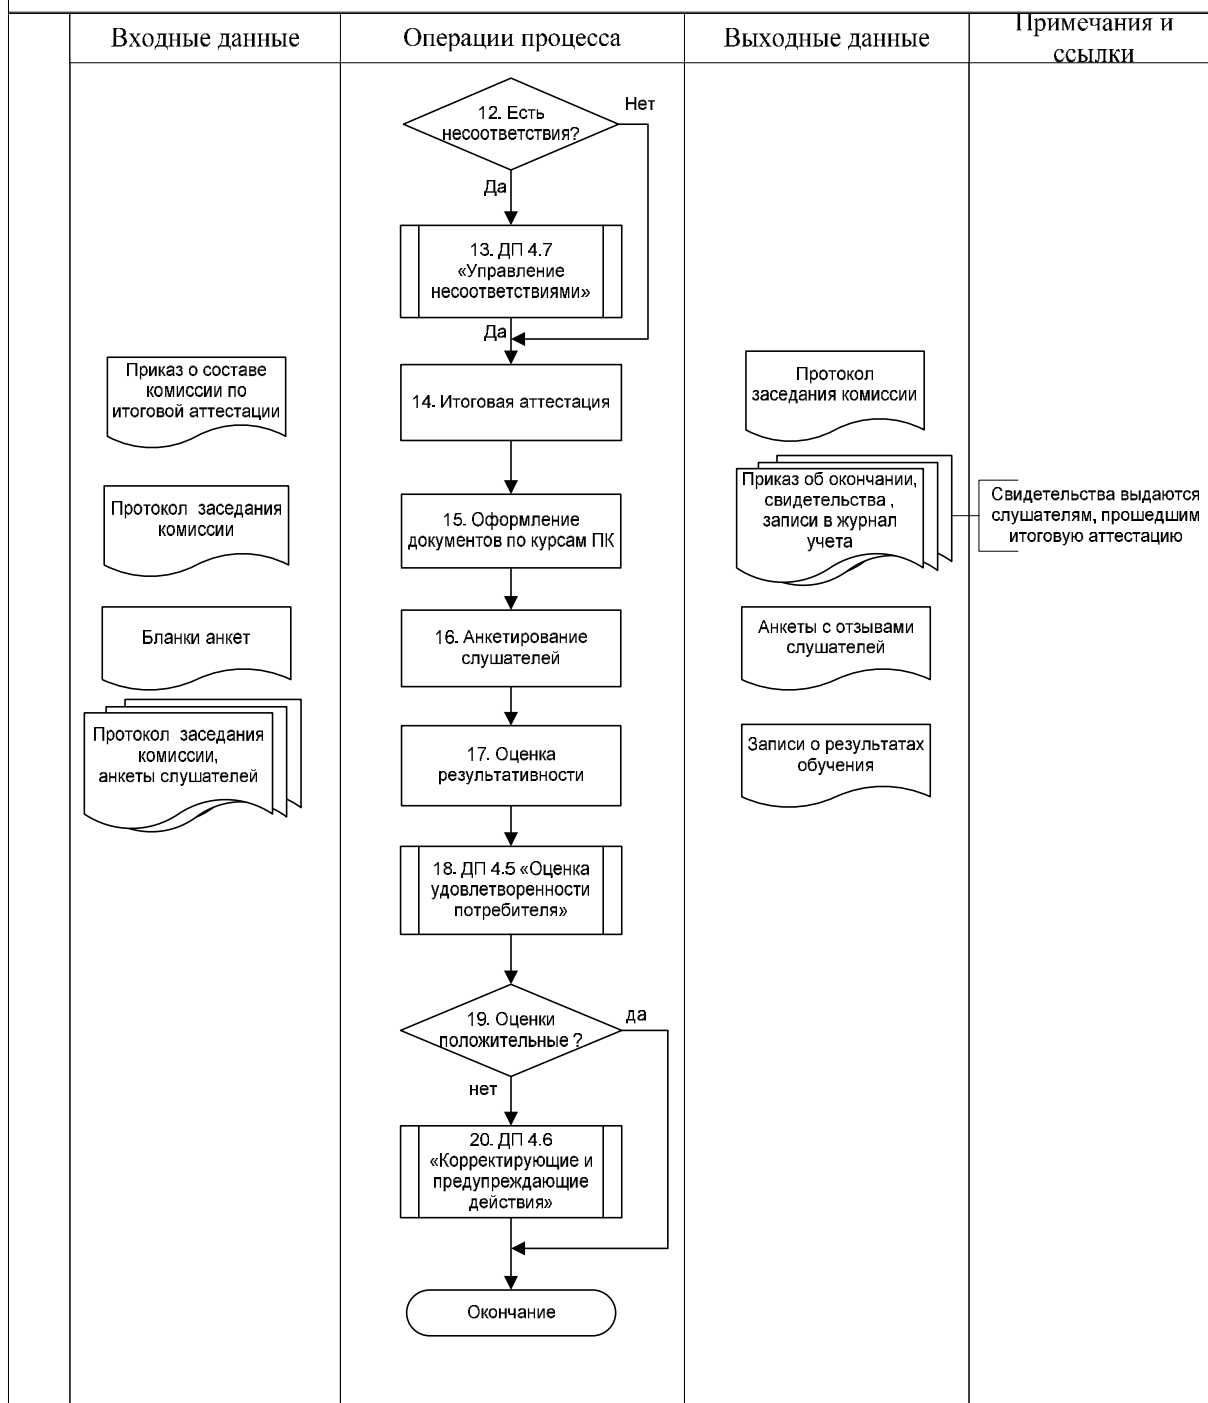 Входные данные
Операции процесса
Выходные данные
Примечания и
ссылки
12. Есть
несоответствия?
Нет
Да
13. ДП 4.7
«Управление
несоответствиями»
Да
Приказ о составе
комиссии по
итоговой аттестации
14. Итоговая аттестация
Протокол
заседания комиссии
Протокол заседания
комиссии
15. Оформление
документов по курсам ПК
Приказ об окончании,
свидетельства ,
записи в журнал
учета
Свидетельства выдаются
слушателям, прошедшим
итоговую аттестацию
Бланки анкет
16. Анкетирование
слушателей
Анкеты с отзывами
слушателей
Протокол заседания
комиссии,
анкеты слушателей
17. Оценка
результативности
Записи о результатах
обучения
18. ДП 4.5 «Оценка
удовлетворенности
потребителя»
19. Оценки
положительные ?
да
нет
20. ДП 4.6
«Корректирующие и
предупреждающие
действия»
Окончание